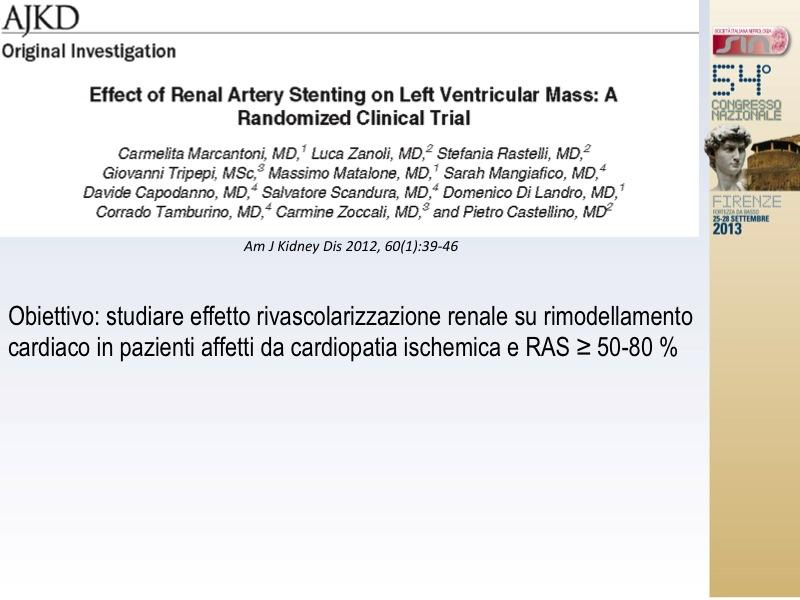 AJKD
Original Investigation
Effect of Renal Artery Stenting on Left Ventricular Mass: A
Randomized Clinical Trial
Carmelita Marcantoni, MD,1 Luca Zanoli, MD,2 Stefania Rastelli, MD,2
Giovanni Tripepi, MSc,3 Massimo Matalone, MD,1 Sarah Mangiafico, MD,4
Davide Capodanno, MD,4 Salvatore Scandura, MD,4 Domenico Di Landro, MD,1
Corrado Tamburino, MD,4 Carmine Zoccali, MD,3 and Pietro Castellino, MD2
Am J Kidney Dis 2012, 60(1):39-46
Obiettivo: studiare effetto rivascolarizzazione renale su rimodellamento
cardiaco in pazienti affetti da cardiopatia ischemica e RAS ≥ 50-80 %
SOCIETÀ ITALIANA NEFROLOGIA
SIN
54°
CONGRESSO
NAZIONALE
FIRENZE
FORTEZZA DA BASSO
25-28 SETTEMBRE
2013